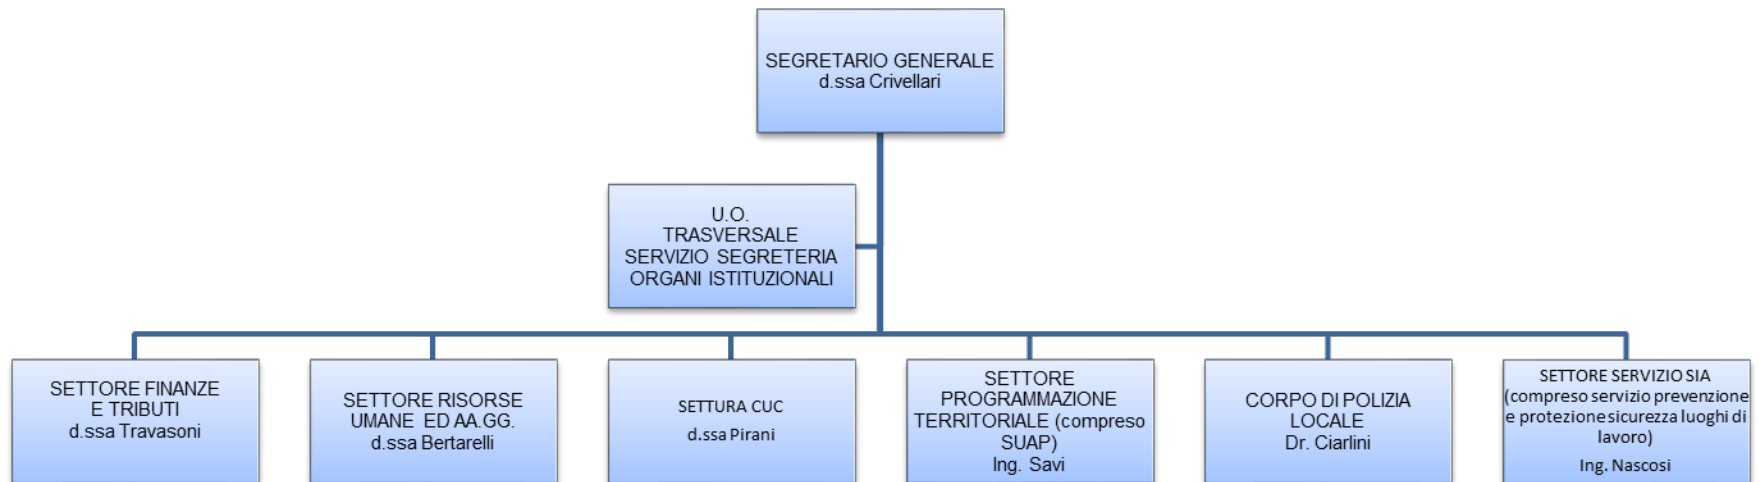 SEGRETARIO GENERALE
d.ssa Crivellari
U.O.
TRASVERSALE
SERVIZIO SEGRETERIA
ORGANI ISTITUZIONALI
SETTORE FINANZE
E TRIBUTI
d.ssa Travasoni
SETTORE RISORSE
UMANE ED AA.GG.
d.ssa Bertarelli
SETTURA CUC
d.ssa Pirani
SETTORE
PROGRAMMAZIONE
TERRITORIALE (compreso
SUAP)
Ing. Savi
CORPO DI POLIZIA
LOCALE
Dr. Ciarlini
SETTORE SERVIZIO SIA
(compreso servizio prevenzione
e protezione sicurezza luoghi di
lavoro)
Ing. Nascosi